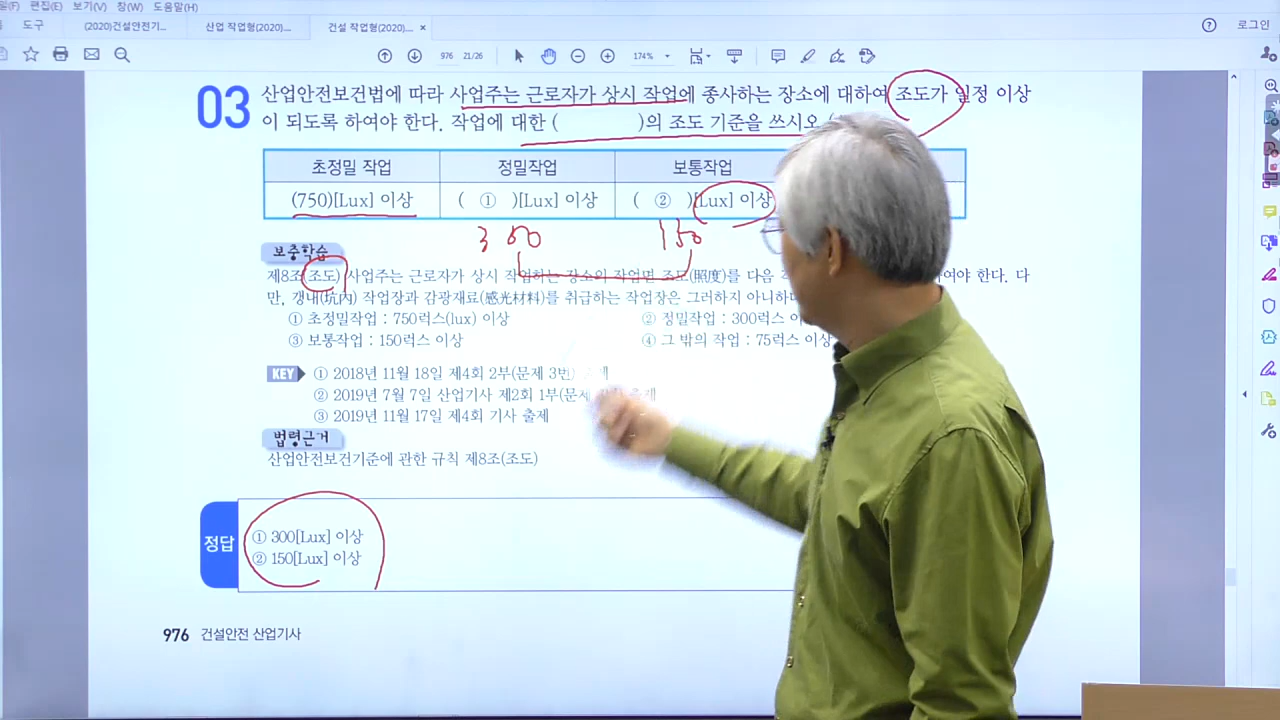 편집(E) 보기(V) 창(W) 도움말(H)
도구 (2020)건설안전기... 산업 작업형(2020).... 건설 작업형(2020).... × 로그인
976 21/26 174%
03 산업안전보건법에 따라 사업주는 근로자가 상시 작업에 종사하는 장소에 대하여 조도가 일정 이상
이 되도록 하여야 한다. 작업에 대한 ( )의 조도 기준을 쓰시오
초정밀 작업 정밀작업 보통작업
(750)[Lux] 이상 ( ① )[Lux] 이상 ( ② )[Lux] 이상
300 150
보충학습
제8조(조도) 사업주는 근로자가 상시 작업하는 장소의 작업면 조도(照度)를 다음 하여야 한다. 다
만, 갱내(坑內) 작업장과 감광재료(感光材料)를 취급하는 작업장은 그러하지
① 초정밀작업 : 750럭스(lux) 이상 ② 정밀작업 : 300럭스
③ 보통작업 : 150럭스 이상 ④ 그 밖의 작업 : 75럭스 이상
KEY ① 2018년 11월 18일 제4회 2부(문제 3번)
② 2019년 7월 7일 산업기사 제2회 1부(문제
③ 2019년 11월 17일 제4회 기사 출제
법령근거
산업안전보건기준에 관한 규칙 제8조(조도)
정답
① 300[Lux] 이상
② 150[Lux] 이상
976 건설안전 산업기사